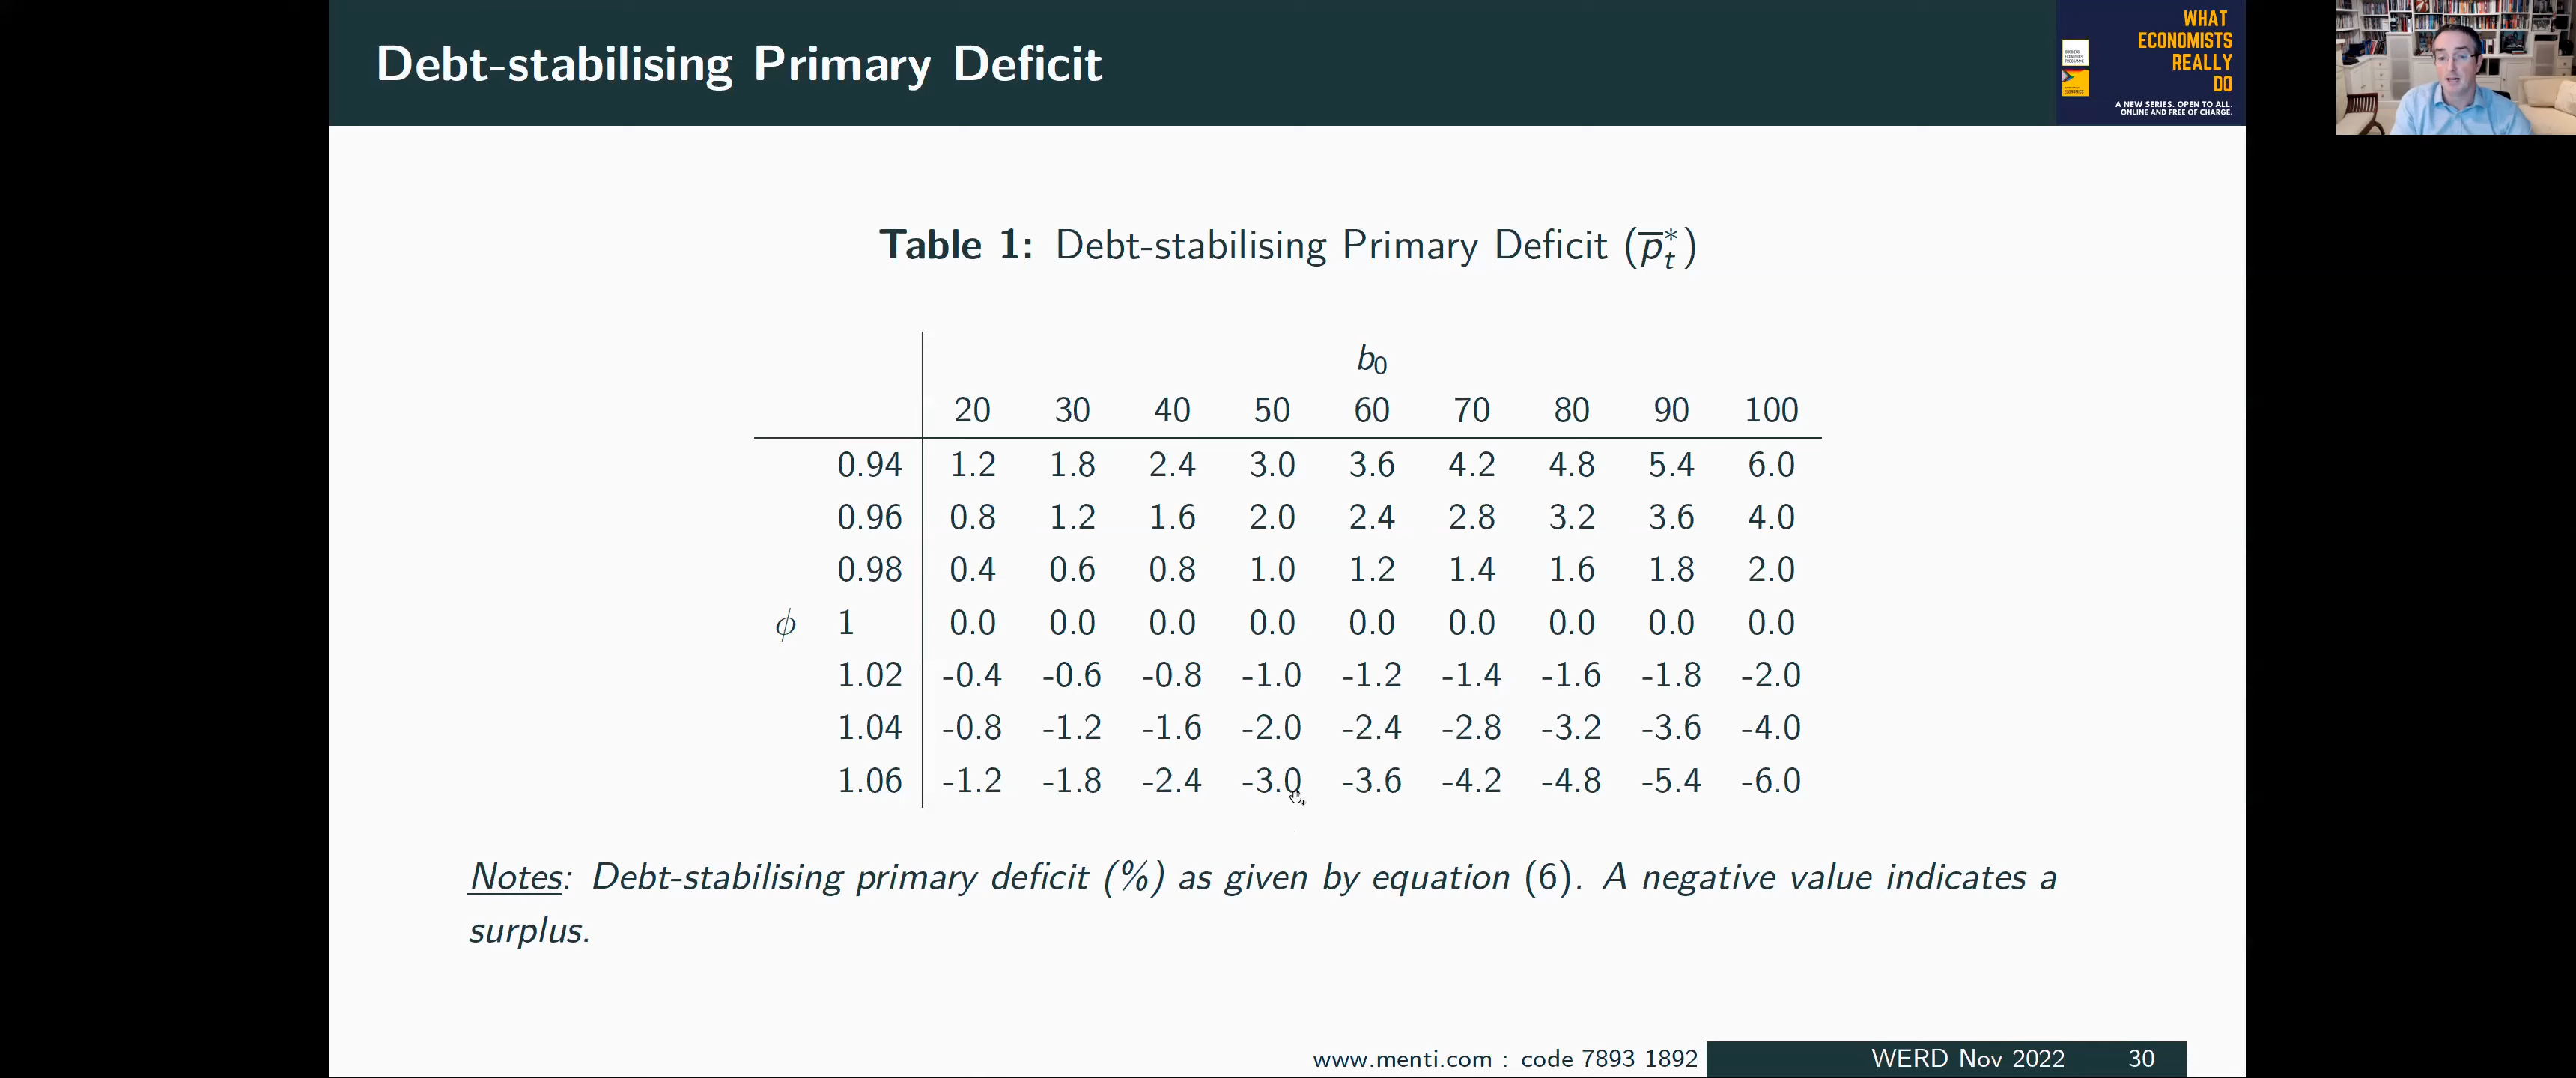 Debt-stabilising Primary Deficit
WHAT
ECONOMISTS
REALLY
DO
A NEW SERIES. OPEN TO ALL.
ONLINE AND FREE OF CHARGE.
Table 1: Debt-stabilising Primary Deficit (p̅*t)
b0
20 30 40 50 60 70 80 90 100
0.94 1.2 1.8 2.4 3.0 3.6 4.2 4.8 5.4 6.0
0.96 0.8 1.2 1.6 2.0 2.4 2.8 3.2 3.6 4.0
0.98 0.4 0.6 0.8 1.0 1.2 1.4 1.6 1.8 2.0
ϕ 1 0.0 0.0 0.0 0.0 0.0 0.0 0.0 0.0 0.0
1.02 -0.4 -0.6 -0.8 -1.0 -1.2 -1.4 -1.6 -1.8 -2.0
1.04 -0.8 -1.2 -1.6 -2.0 -2.4 -2.8 -3.2 -3.6 -4.0
1.06 -1.2 -1.8 -2.4 -3.0 -3.6 -4.2 -4.8 -5.4 -6.0
Notes: Debt-stabilising primary deficit (%) as given by equation (6). A negative value indicates a
surplus.
www.menti.com : code 7893 1892 WERD Nov 2022 30